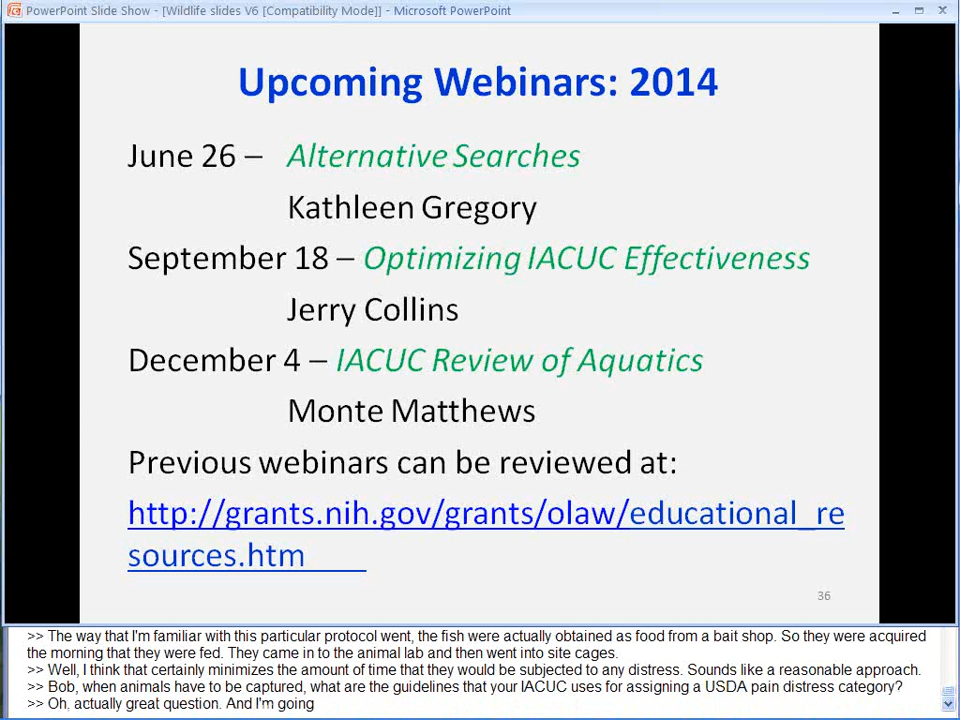 PowerPoint Slide Show - [Wildlife slides V6 [Compatibility Mode]] - Microsoft PowerPoint
Upcoming Webinars: 2014
June 26 – Alternative Searches
Kathleen Gregory
September 18 – Optimizing IACUC Effectiveness
Jerry Collins
December 4 – IACUC Review of Aquatics
Monte Matthews
Previous webinars can be reviewed at:
http://grants.nih.gov/grants/olaw/educational_re
sources.htm
36
>> The way that I'm familiar with this particular protocol went, the fish were actually obtained as food from a bait shop. So they were acquired
the morning that they were fed. They came in to the animal lab and then went into site cages.
>> Well, I think that certainly minimizes the amount of time that they would be subjected to any distress. Sounds like a reasonable approach.
>> Bob, when animals have to be captured, what are the guidelines that your IACUC uses for assigning a USDA pain distress category?
>> Oh, actually great question. And I'm going